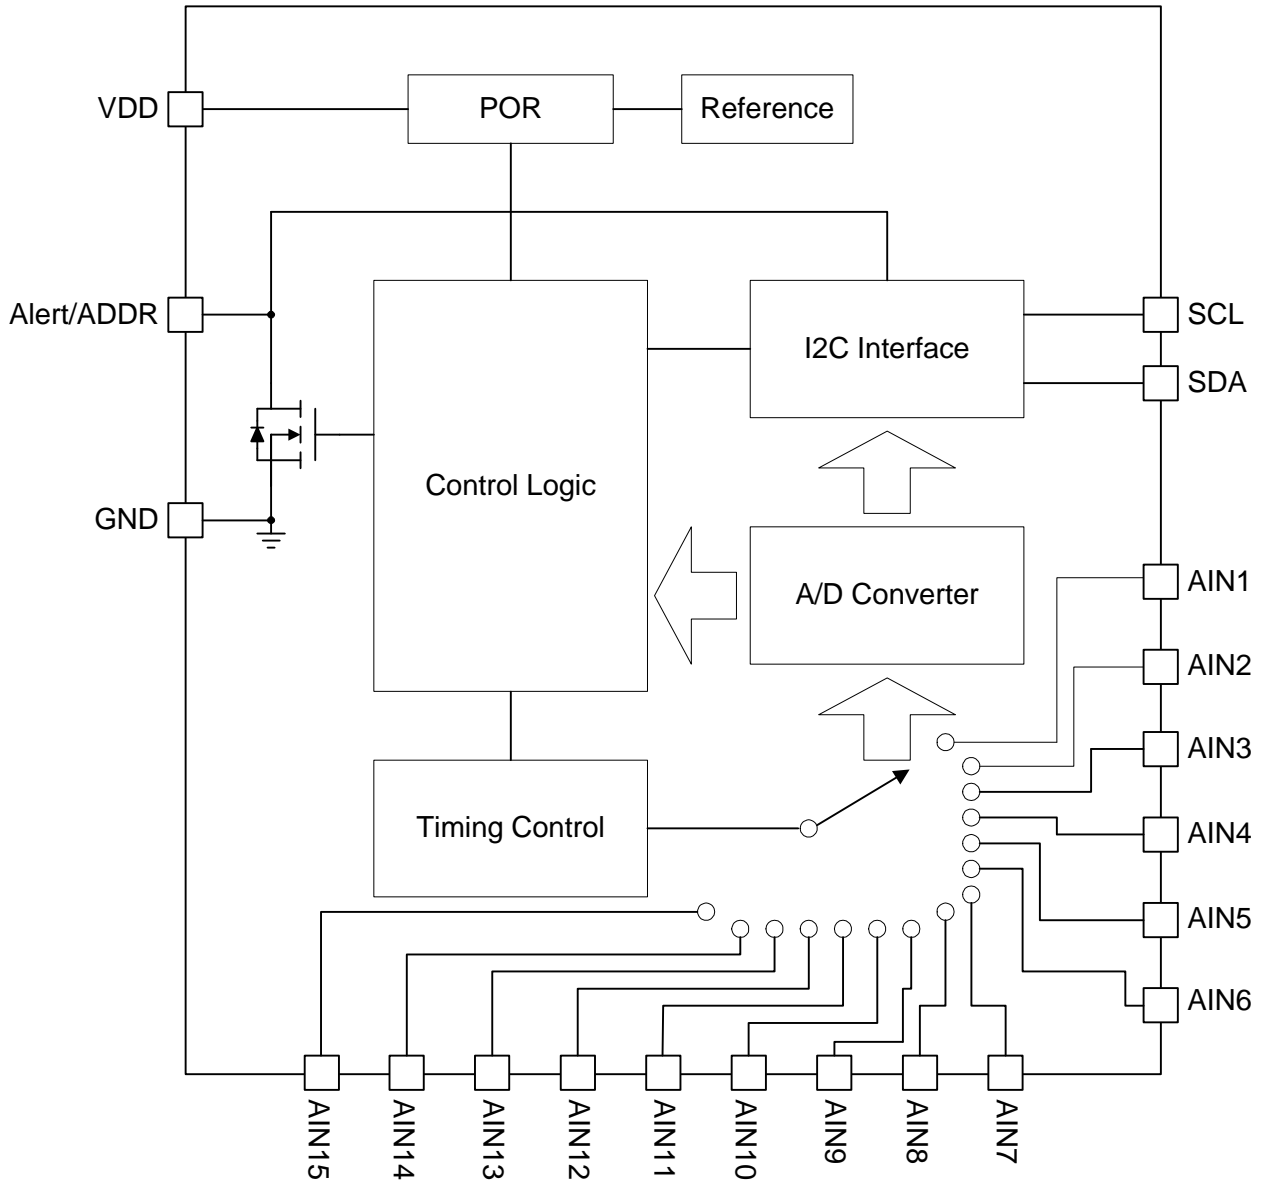 VDD
POR
Reference
Alert/ADDR
I2C Interface
SCL
SDA
Control Logic
GND
A/D Converter
AIN1
AIN2
AIN3
Timing Control
AIN4
AIN5
AIN6
AIN15
AIN14
AIN13
AIN12
AIN11
AIN10
AIN9
AIN8
AIN7